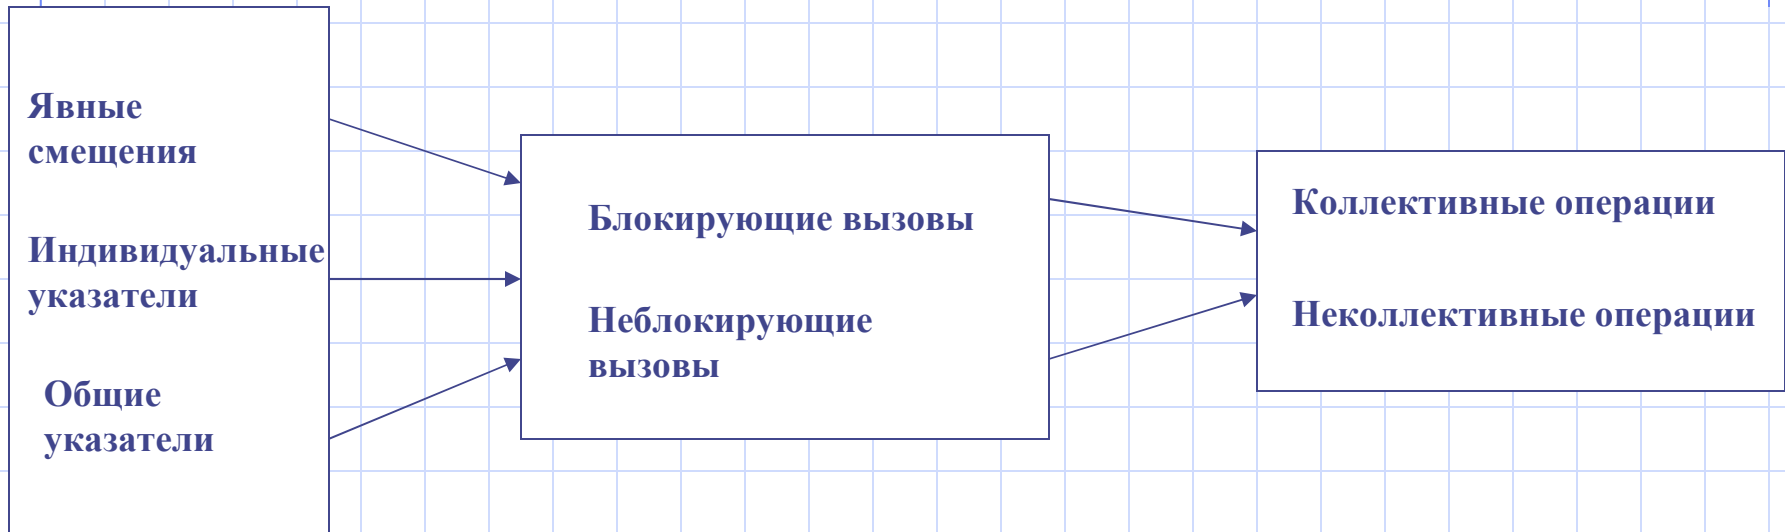 Явные
смещения
Индивидуальные
указатели
Общие
указатели
Блокирующие вызовы
Неблокирующие
вызовы
Коллективные операции
Неколлективные операции